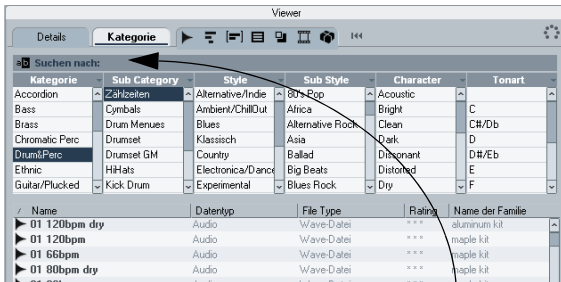 Viewer
Details Kategorie
Suchen nach:
Kategorie Sub Category Style Sub Style Character Tonart
Accordion Zählzeiten Alternative/Indie 80's Pop Acoustic
Bass Cymbals Ambient/ChillOut Africa Bright C
Brass Drum Menues Blues Alternative Rock Clean C#/Db
Chromatic Perc Drumset Klassisch Asia Dark D
Drum&Perc Drumset GM Country Ballad Dissonant D#/Eb
Ethnic HiHats Electronica/Dance Big Beats Distorted E
Guitar/Plucked Kick Drum Experimental Blues Rock Dry F
/ Name Datentyp File Type Rating Name der Familie
01 120bpm dry Audio Wave-Datei *** aluminum kit
01 120bpm Audio Wave-Datei *** maple kit
01 66bpm Audio Wave-Datei *** maple kit
01 80bpm dry Audio Wave-Datei *** maple kit